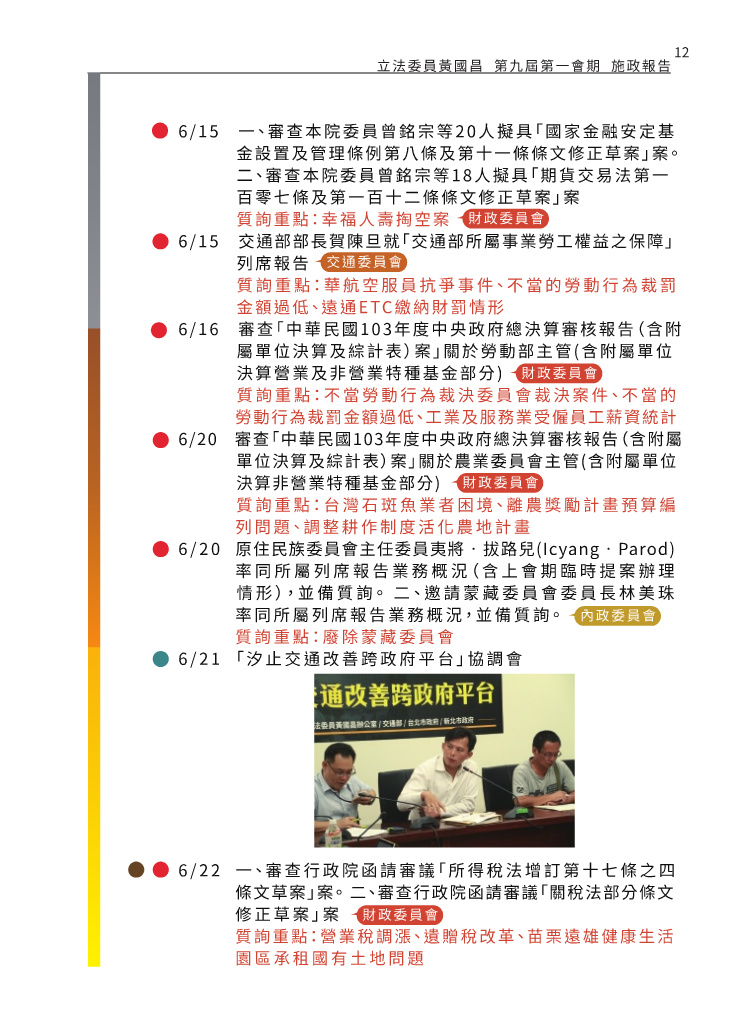 12
立法委員黃國昌 第九屆第一會期 施政報告
6/15 一、審查本院委員曾銘宗等20人擬具「國家金融安定基
金設置及管理條例第八條及第十一條條文修正草案」案。
二、審查本院委員曾銘宗等18人擬具「期貨交易法第一
百零七條及第一百十二條條文修正草案」案
質詢重點：幸福人壽掏空案 財政委員會
6/15 交通部部長賀陳旦就「交通部所屬事業勞工權益之保障」
列席報告 交通委員會
質詢重點：華航空服員抗爭事件、不當的勞動行為裁罰
金額過低、遠通ETC繳納財罰情形
6/16 審查「中華民國103年度中央政府總決算審核報告（含附
屬單位決算及綜計表）案」關於勞動部主管(含附屬單位
決算營業及非營業特種基金部分) 財政委員會
質詢重點：不當勞動行為裁決委員會裁決案件、不當的
勞動行為裁罰金額過低、工業及服務業受僱員工薪資統計
6/20 審查「中華民國103年度中央政府總決算審核報告（含附屬
單位決算及綜計表）案」關於農業委員會主管(含附屬單位
決算非營業特種基金部分) 財政委員會
質詢重點：台灣石斑魚業者困境、離農獎勵計畫預算編
列問題、調整耕作制度活化農地計畫
6/20 原住民族委員會主任委員夷將．拔路兒(Icyang．Parod)
率同所屬列席報告業務概況（含上會期臨時提案辦理
情形），並備質詢。 二、邀請蒙藏委員會委員長林美珠
率同所屬列席報告業務概況，並備質詢。 內政委員會
質詢重點：廢除蒙藏委員會
6/21 「汐止交通改善跨政府平台」協調會
交通改善跨政府平台
法委員黃國昌辦公室 / 交通部 / 台北市政府 / 新北市政府
6/22 一、審查行政院函請審議「所得稅法增訂第十七條之四
條文草案」案。二、審查行政院函請審議「關稅法部分條文
修正草案」案 財政委員會
質詢重點：營業稅調漲、遺贈稅改革、苗栗遠雄健康生活
園區承租國有土地問題